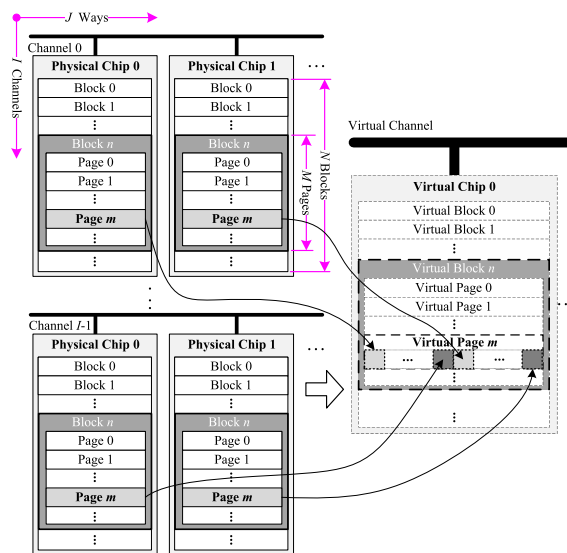 J Ways
I Channels
Channel 0
Physical Chip 0
Block 0
Block 1
⋮
Block n
Page 0
Page 1
⋮
Page m
⋮
⋮
Physical Chip 1
Block 0
Block 1
⋮
Block n
Page 0
Page 1
⋮
Page m
⋮
⋮
...
M Pages
N Blocks
⋮
Channel I-1
Physical Chip 0
Block 0
Block 1
⋮
Block n
Page 0
Page 1
⋮
Page m
⋮
⋮
Physical Chip 1
Block 0
Block 1
⋮
Block n
Page 0
Page 1
⋮
Page m
⋮
⋮
...
Virtual Channel
Virtual Chip 0
Virtual Block 0
Virtual Block 1
⋮
Virtual Block n
Virtual Page 0
Virtual Page 1
⋮
Virtual Page m
... ...
⋮
⋮
...